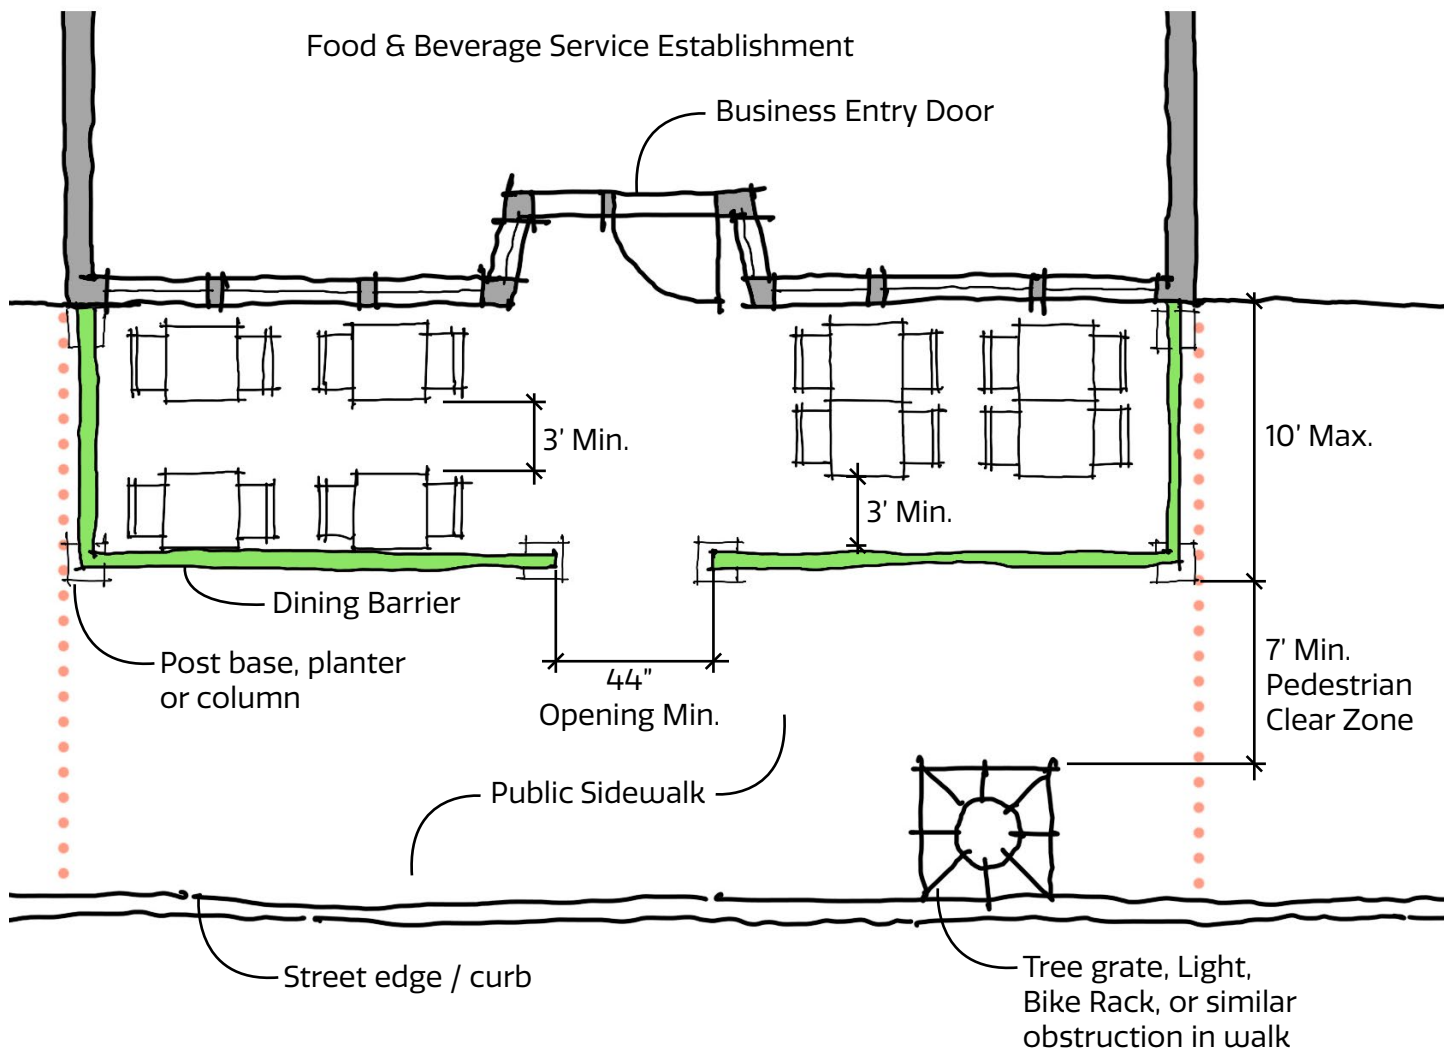 Food & Beverage Service Establishment
Business Entry Door
3' Min.
10' Max.
3' Min.
Dining Barrier
Post base, planter
or column
44"
Opening Min.
7' Min.
Pedestrian
Clear Zone
Public Sidewalk
Street edge / curb
Tree grate, Light,
Bike Rack, or similar
obstruction in walk